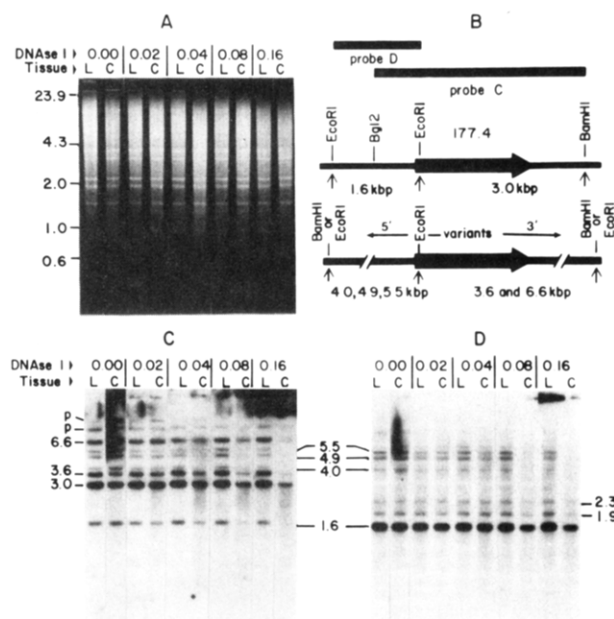 A
DNAse I 0.00 0.02 0.04 0.08 0.16
Tissue L C L C L C L C L C
23.9
4.3
2.0
1.0
0.6
B
probe D
probe C
EcoRI
Bgl2
EcoRI
177.4
BamHI
1.6 kbp
3.0 kbp
BamHI or EcoRI
5'
EcoRI
variants
3'
BamHI or EcoRI
4.0, 4.9, 5.5 kbp
3.6 and 6.6 kbp
C
DNAse I 0.00 0.02 0.04 0.08 0.16
Tissue L C L C L C L C L C
p
p
6.6
3.6
3.0
5.5
4.9
4.0
1.6
D
0.00 0.02 0.04 0.08 0.16
L C L C L C L C L C
2.3
1.9